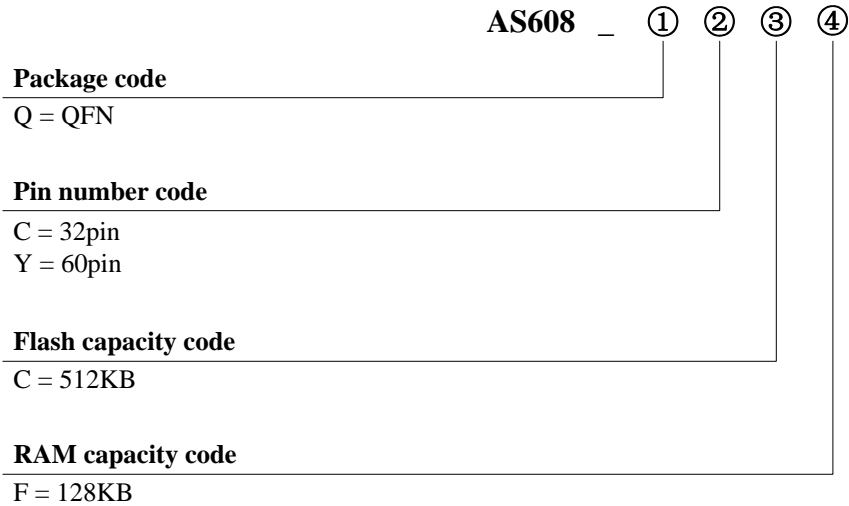 AS608 _ ① ② ③ ④
Package code
Q = QFN
Pin number code
C = 32pin
Y = 60pin
Flash capacity code
C = 512KB
RAM capacity code
F = 128KB